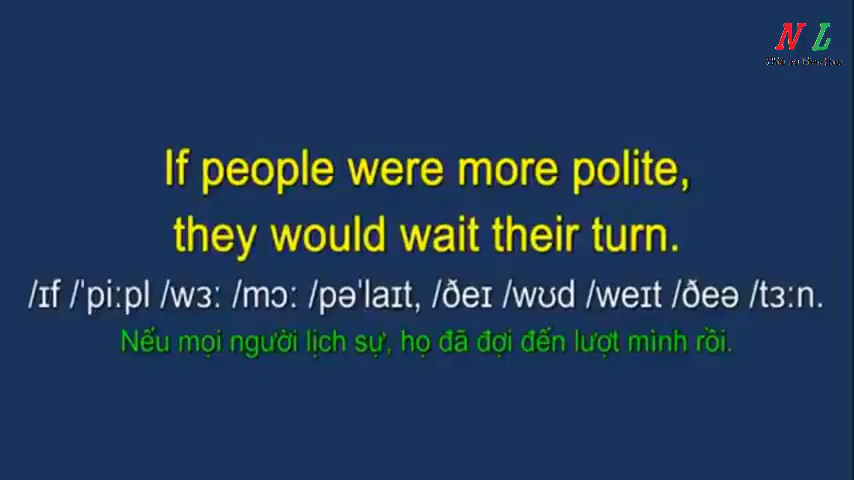 NL
If people were more polite,
they would wait their turn.
/ɪf /ˈpiːpl /wɜː /mɔː /pəˈlaɪt, /ðeɪ /wʊd /weɪt /ðeə /tɜːn.
Nếu mọi người lịch sự, họ đã đợi đến lượt mình rồi.